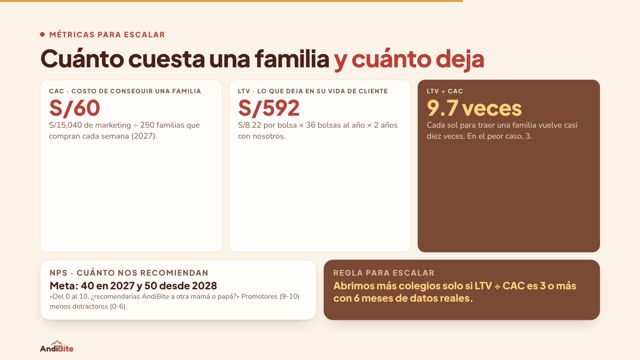 MÉTRICAS PARA ESCALAR
Cuánto cuesta una familia y cuánto deja
CAC · COSTO DE CONSEGUIR UNA FAMILIA
S/60
S/15,040 de marketing ÷ 250 familias que
compran cada semana (2027).
LTV · LO QUE DEJA EN SU VIDA DE CLIENTE
S/592
S/8.22 por bolsa × 36 bolsas al año × 2 años
con nosotros.
LTV ÷ CAC
9.7 veces
Cada sol para traer una familia vuelve casi
diez veces. En el peor caso, 3.
NPS · CUÁNTO NOS RECOMIENDAN
Meta: 40 en 2027 y 50 desde 2028
«Del 0 al 10, ¿recomendarías AndiBite a otra mamá o papá?» Promotores (9-10)
menos detractores (0-6).
REGLA PARA ESCALAR
Abrimos más colegios solo si LTV ÷ CAC es 3 o más
con 6 meses de datos reales.
AndiBite